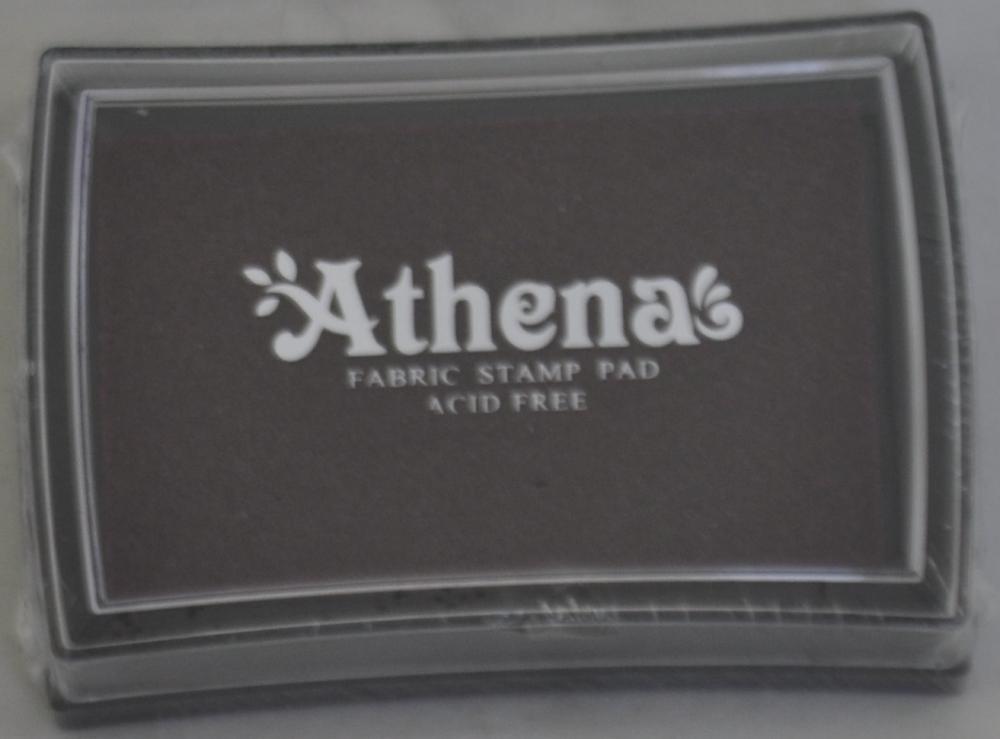 Athena
FABRIC STAMP PAD
ACID FREE